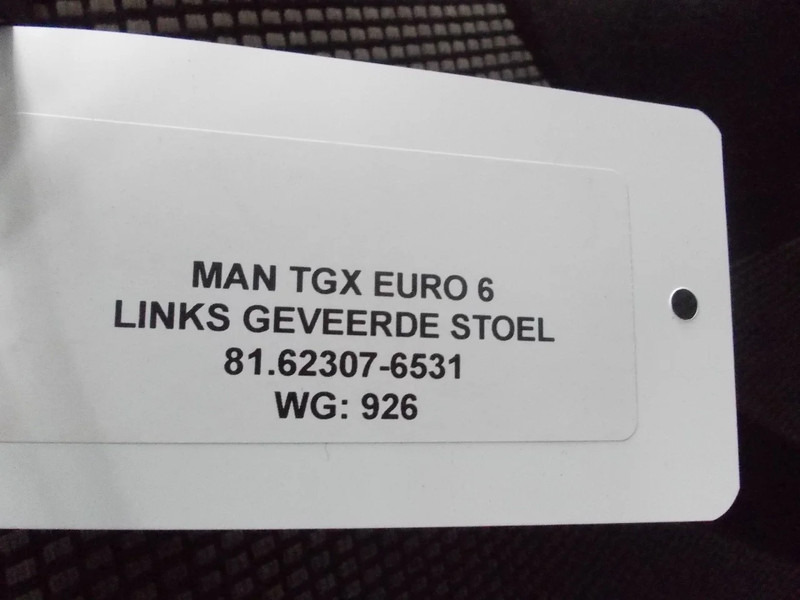 MAN TGX EURO 6
LINKS GEVEERDE STOEL
81.62307-6531
WG: 926